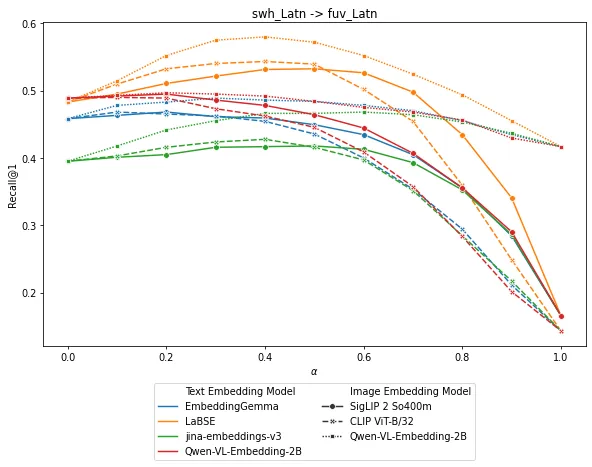 swh_Latn -> fuv_Latn
Recall@1
0.6
0.5
0.4
0.3
0.2
0.0 0.2 0.4 0.6 0.8 1.0
α
Text Embedding Model Image Embedding Model
EmbeddingGemma SigLIP 2 So400m
LaBSE CLIP ViT-B/32
jina-embeddings-v3 Qwen-VL-Embedding-2B
Qwen-VL-Embedding-2B